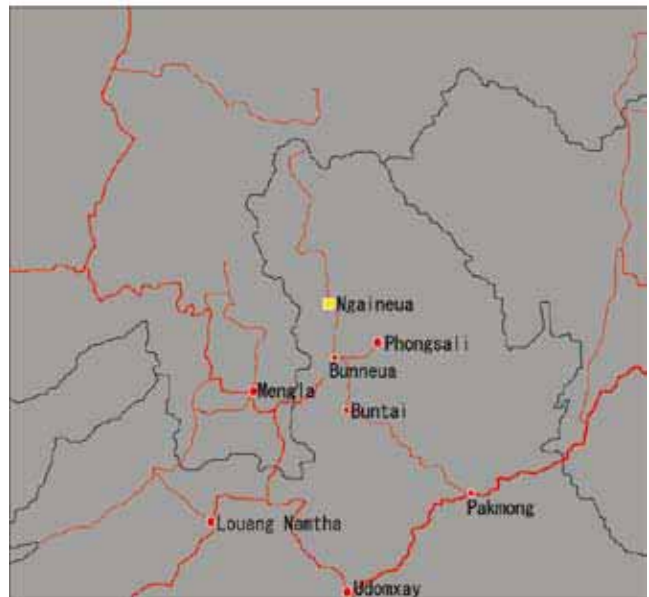 Ngaineua
Phongsali
Bunneua
Mengla
Buntai
Pakmong
Louang Namtha
Udomxay